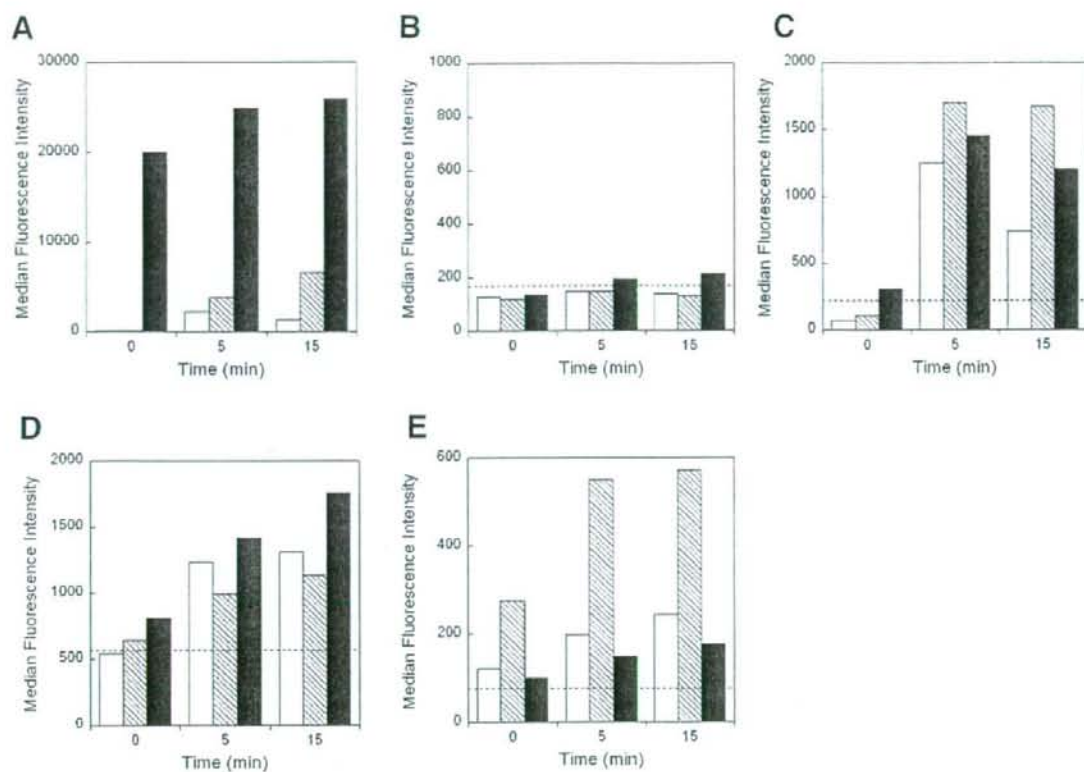 A
Median Fluorescence Intensity
30000
20000
10000
0
0 5 15
Time (min)
B
Median Fluorescence Intensity
1000
800
600
400
200
0
0 5 15
Time (min)
C
Median Fluorescence Intensity
2000
1500
1000
500
0
0 5 15
Time (min)
D
Median Fluorescence Intensity
2000
1500
1000
500
0
0 5 15
Time (min)
E
Median Fluorescence Intensity
600
400
200
0
0 5 15
Time (min)